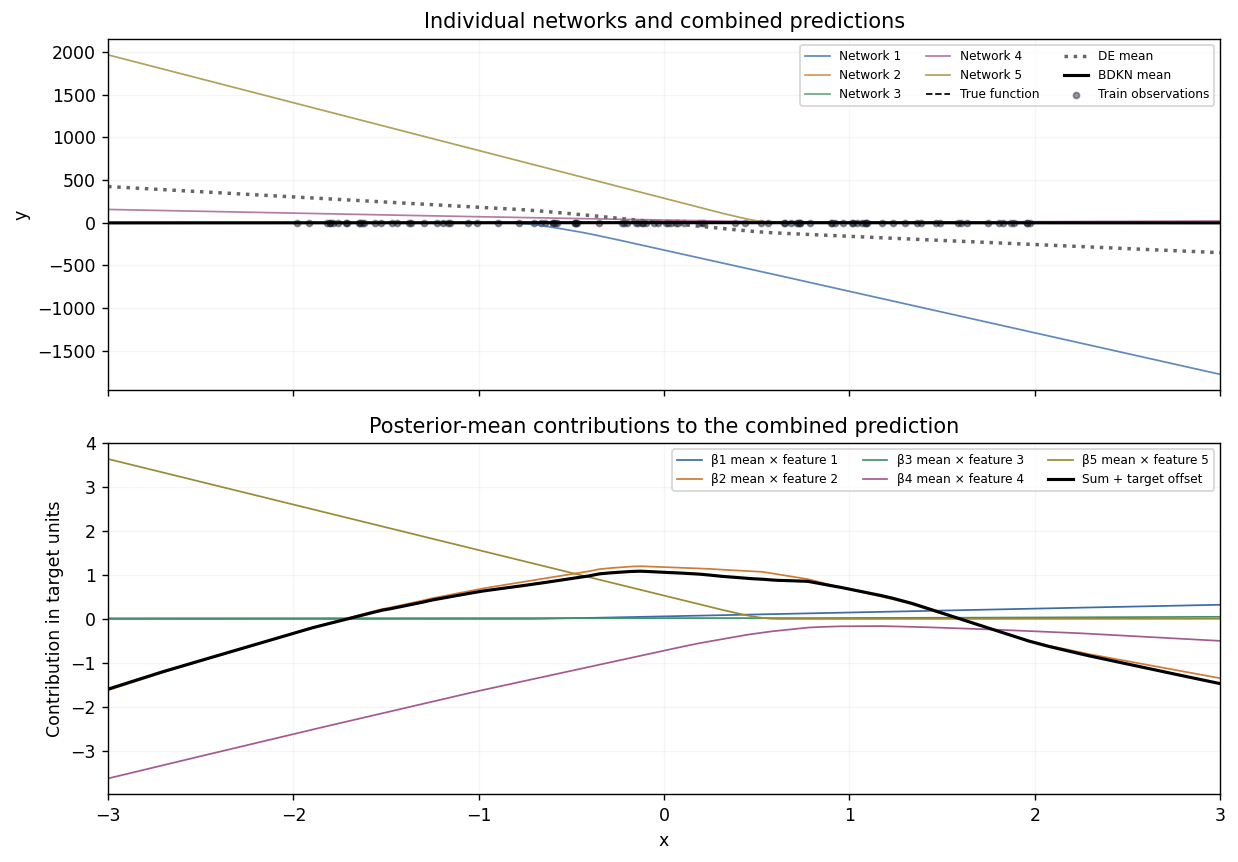 Individual networks and combined predictions
2000
1500
1000
500
0
−500
−1000
−1500
y
Network 1
Network 2
Network 3
Network 4
Network 5
True function
DE mean
BDKN mean
Train observations
Posterior-mean contributions to the combined prediction
4
3
2
1
0
−1
−2
−3
Contribution in target units
β1 mean × feature 1
β2 mean × feature 2
β3 mean × feature 3
β4 mean × feature 4
β5 mean × feature 5
Sum + target offset
−3
−2
−1
0
1
2
3
x